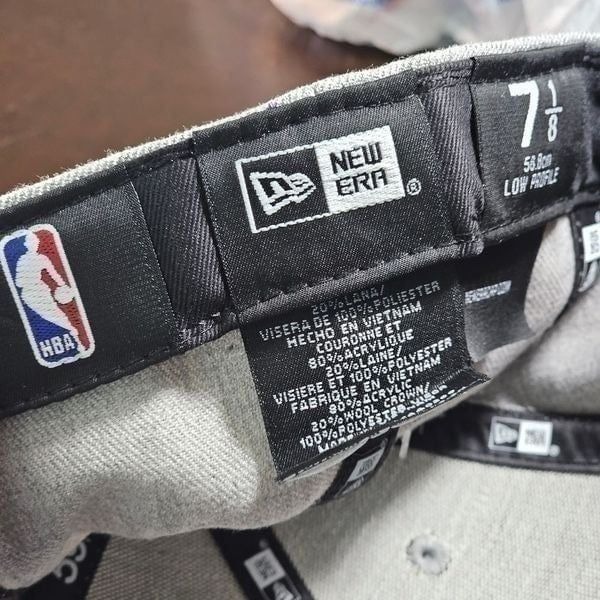 NBA
NEW
ERA
®
7 1/8
56.8cm
LOW PROFILE
20% LANA/
VISERA DE 100% POLIESTER
HECHO EN VIETNAM
COURONNE ET
80% ACRYLIQUE
20% LAINE/
VISIERE ET 100% POLYESTER
FABRIQUE EN VIETNAM
80% ACRYLIC
20% WOOL CROWN/
100% POLYESTER